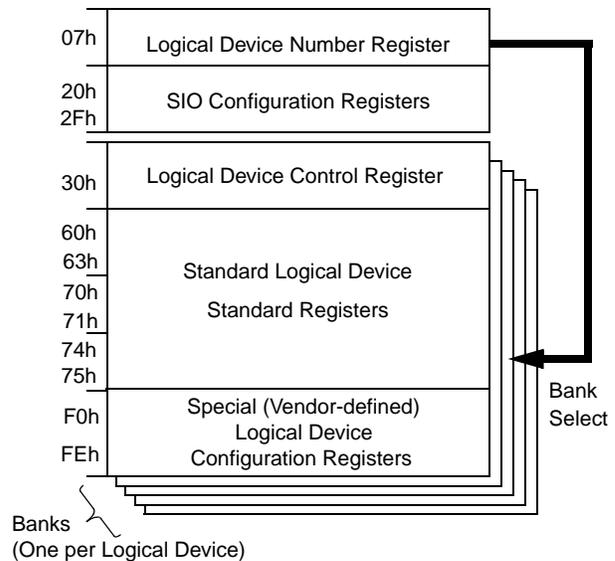 07h
Logical Device Number Register
20h
2Fh
SIO Configuration Registers
30h
Logical Device Control Register
60h
63h
70h
71h
74h
75h
Standard Logical Device
Standard Registers
F0h
FEh
Special (Vendor-defined)
Logical Device
Configuration Registers
Bank
Select
Banks
(One per Logical Device)